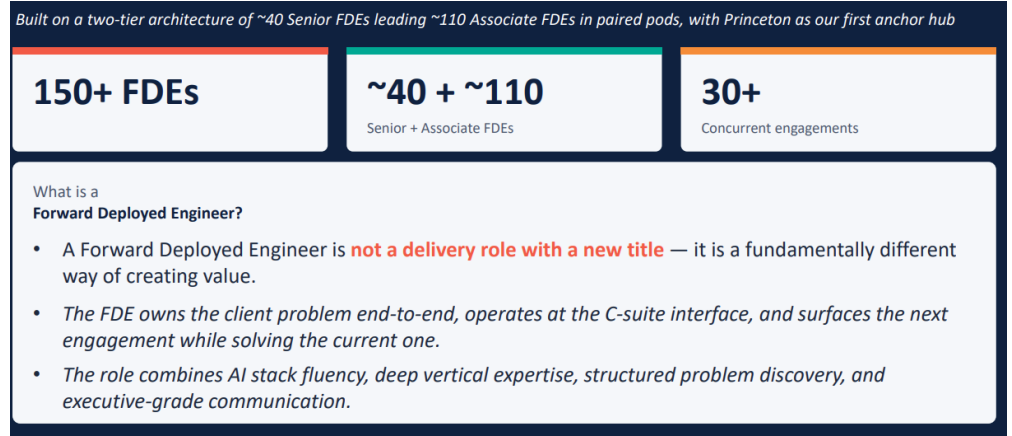 Built on a two-tier architecture of ~40 Senior FDEs leading ~110 Associate FDEs in paired pods, with Princeton as our first anchor hub
150+ FDEs
~40 + ~110
Senior + Associate FDEs
30+
Concurrent engagements
What is a
Forward Deployed Engineer?
• A Forward Deployed Engineer is not a delivery role with a new title — it is a fundamentally different
way of creating value.
• The FDE owns the client problem end-to-end, operates at the C-suite interface, and surfaces the next
engagement while solving the current one.
• The role combines AI stack fluency, deep vertical expertise, structured problem discovery, and
executive-grade communication.